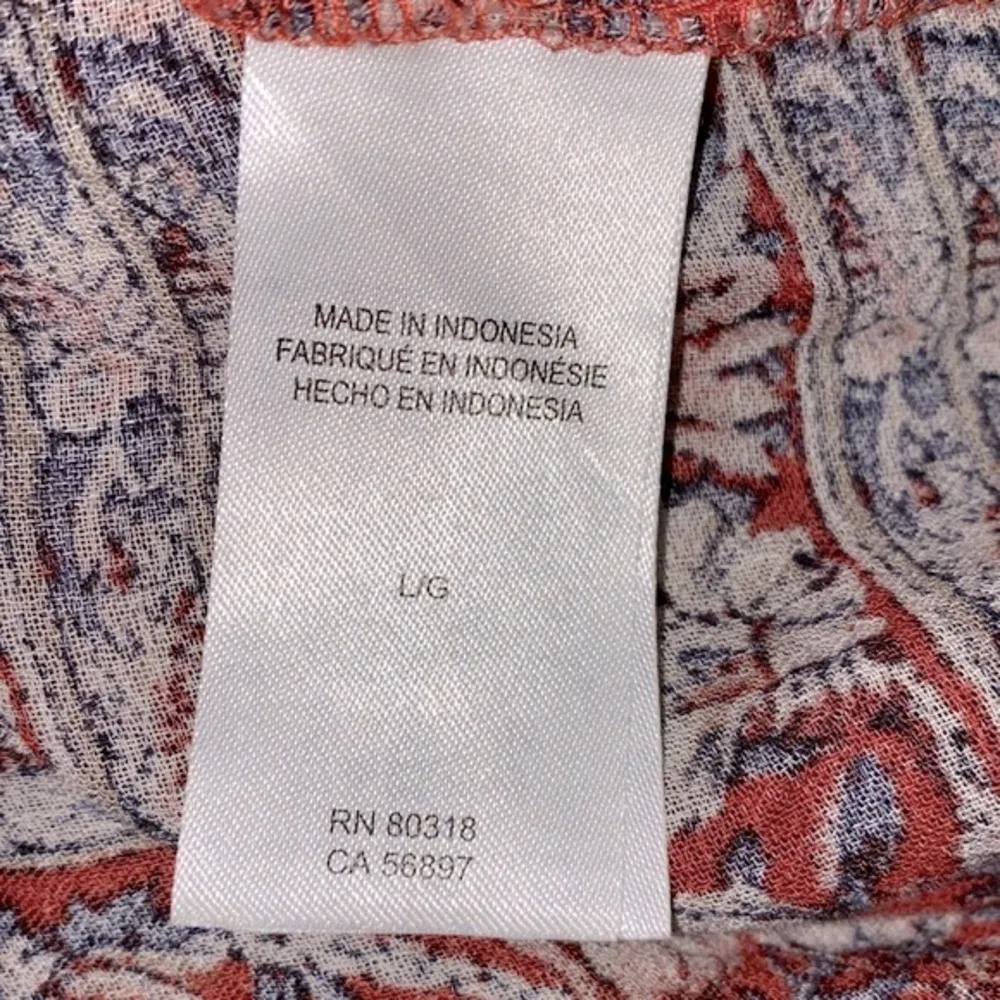 MADE IN INDONESIA
FABRIQUÉ EN INDONÉSIE
HECHO EN INDONESIA
L/G
RN 80318
CA 56897